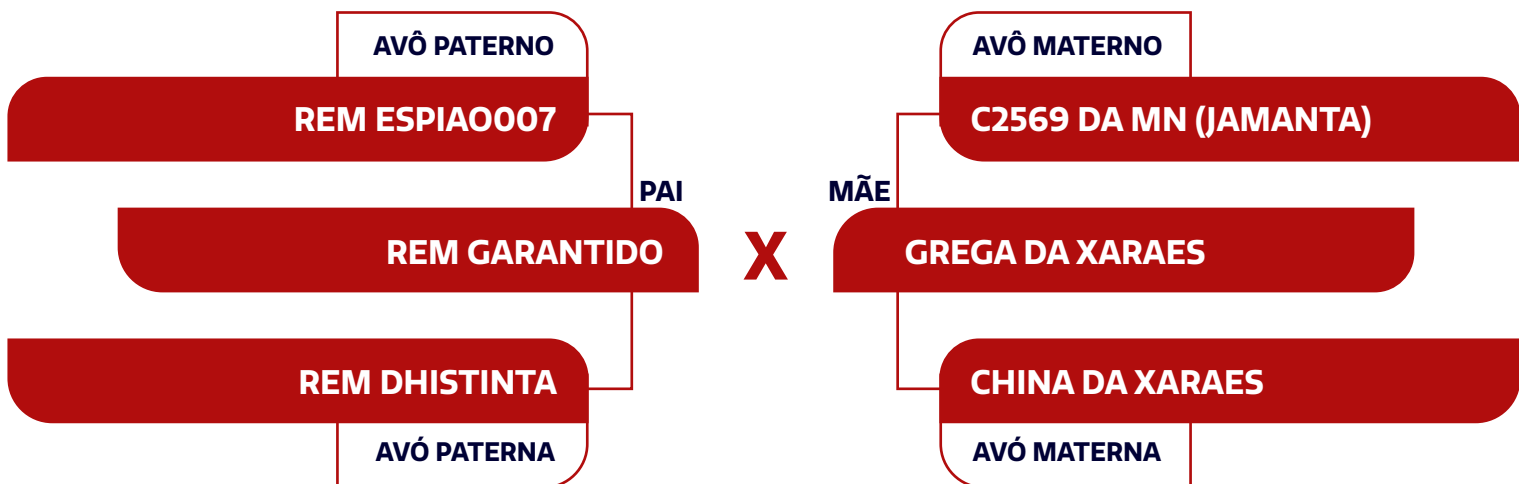 AVÔ PATERNO
REM ESPIAO007
PAI
REM GARANTIDO
REM DHISTINTA
AVÓ PATERNA
X
AVÔ MATERNO
C2569 DA MN (JAMANTA)
MÃE
GREGA DA XARAES
CHINA DA XARAES
AVÓ MATERNA